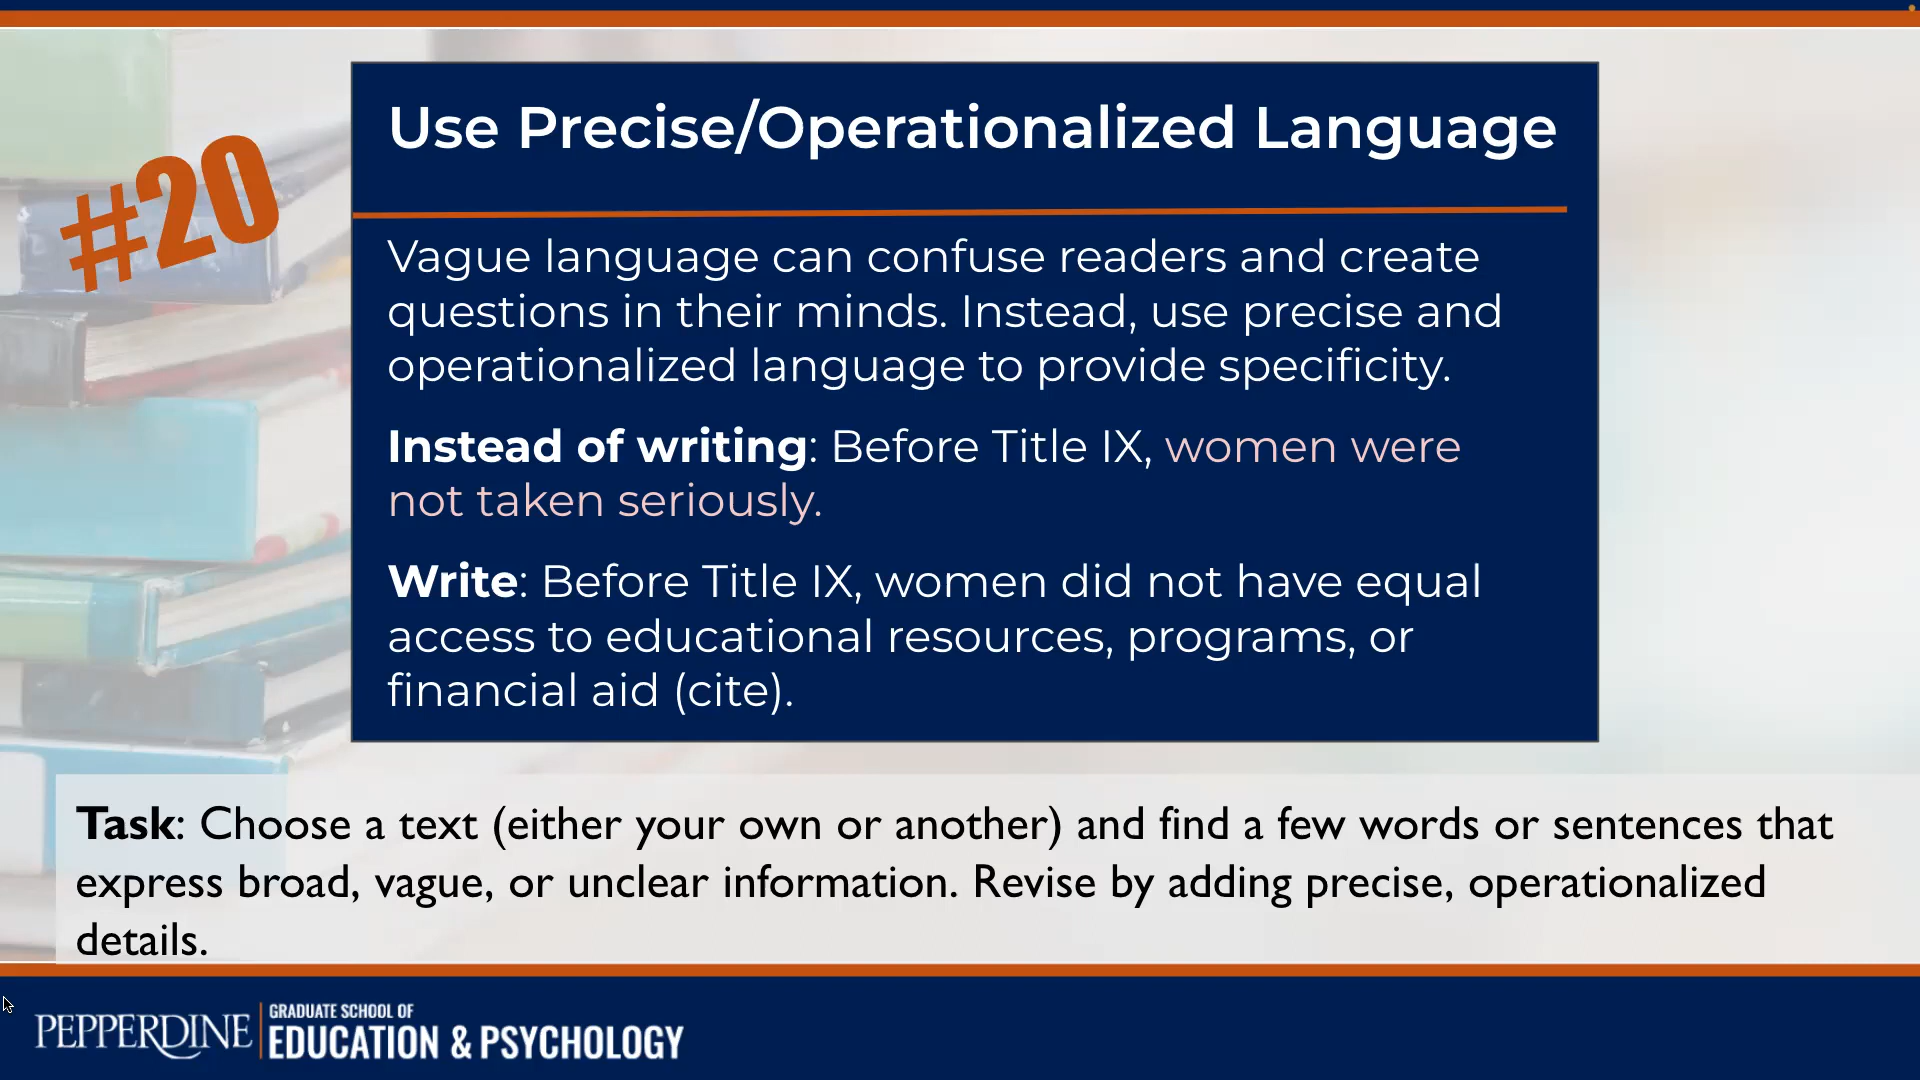 #20
Use Precise/Operationalized Language
Vague language can confuse readers and create
questions in their minds. Instead, use precise and
operationalized language to provide specificity.
Instead of writing: Before Title IX, women were
not taken seriously.
Write: Before Title IX, women did not have equal
access to educational resources, programs, or
financial aid (cite).
Task: Choose a text (either your own or another) and find a few words or sentences that
express broad, vague, or unclear information. Revise by adding precise, operationalized
details.
PEPPERDINE
GRADUATE SCHOOL OF
EDUCATION & PSYCHOLOGY